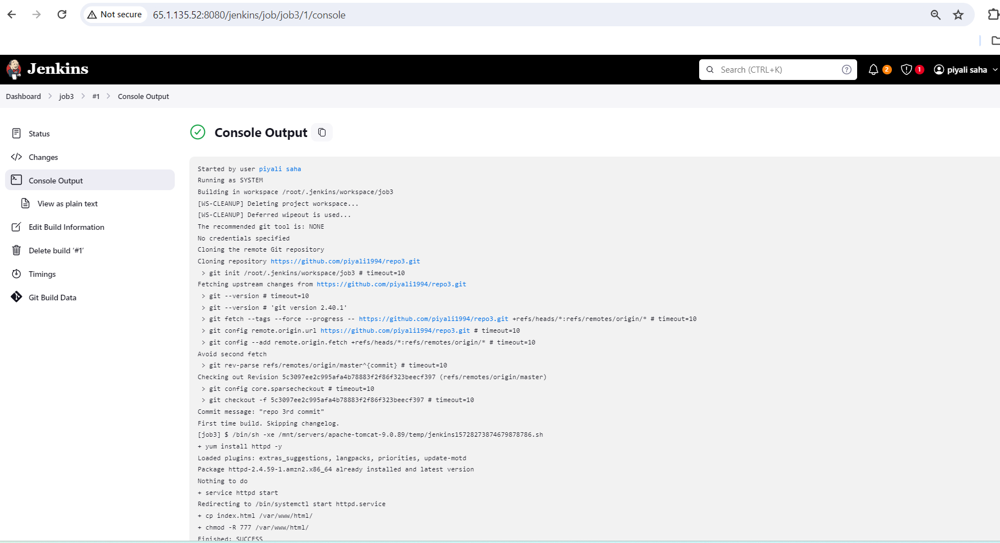 Not secure 65.1.135.52:8080/jenkins/job/job3/1/console
Jenkins Search (CTRL+K) 2 1 piyali saha
Dashboard job3 #1 Console Output
Status
Changes
Console Output
View as plain text
Edit Build Information
Delete build ‘#1’
Timings
Git Build Data
Console Output
Started by user piyali saha
Running as SYSTEM
Building in workspace /root/.jenkins/workspace/job3
[WS-CLEANUP] Deleting project workspace...
[WS-CLEANUP] Deferred wipeout is used...
The recommended git tool is: NONE
No credentials specified
Cloning the remote Git repository
Cloning repository https://github.com/piyali1994/repo3.git
> git init /root/.jenkins/workspace/job3 # timeout=10
Fetching upstream changes from https://github.com/piyali1994/repo3.git
> git --version # timeout=10
> git --version # 'git version 2.40.1'
> git fetch --tags --force --progress -- https://github.com/piyali1994/repo3.git +refs/heads/*:refs/remotes/origin/* # timeout=10
> git config remote.origin.url https://github.com/piyali1994/repo3.git # timeout=10
> git config --add remote.origin.fetch +refs/heads/*:refs/remotes/origin/* # timeout=10
Avoid second fetch
> git rev-parse refs/remotes/origin/master^{commit} # timeout=10
Checking out Revision 5c3097ee2c995afa4b78883f2f86f323beecf397 (refs/remotes/origin/master)
> git config core.sparsecheckout # timeout=10
> git checkout -f 5c3097ee2c995afa4b78883f2f86f323beecf397 # timeout=10
Commit message: "repo 3rd commit"
First time build. Skipping changelog.
[job3] $ /bin/sh -xe /mnt/servers/apache-tomcat-9.0.89/temp/jenkins15728273874679878786.sh
+ yum install httpd -y
Loaded plugins: extras_suggestions, langpacks, priorities, update-motd
Package httpd-2.4.59-1.amzn2.x86_64 already installed and latest version
Nothing to do
+ service httpd start
Redirecting to /bin/systemctl start httpd.service
+ cp index.html /var/www/html/
+ chmod -R 777 /var/www/html/
Finished: SUCCESS